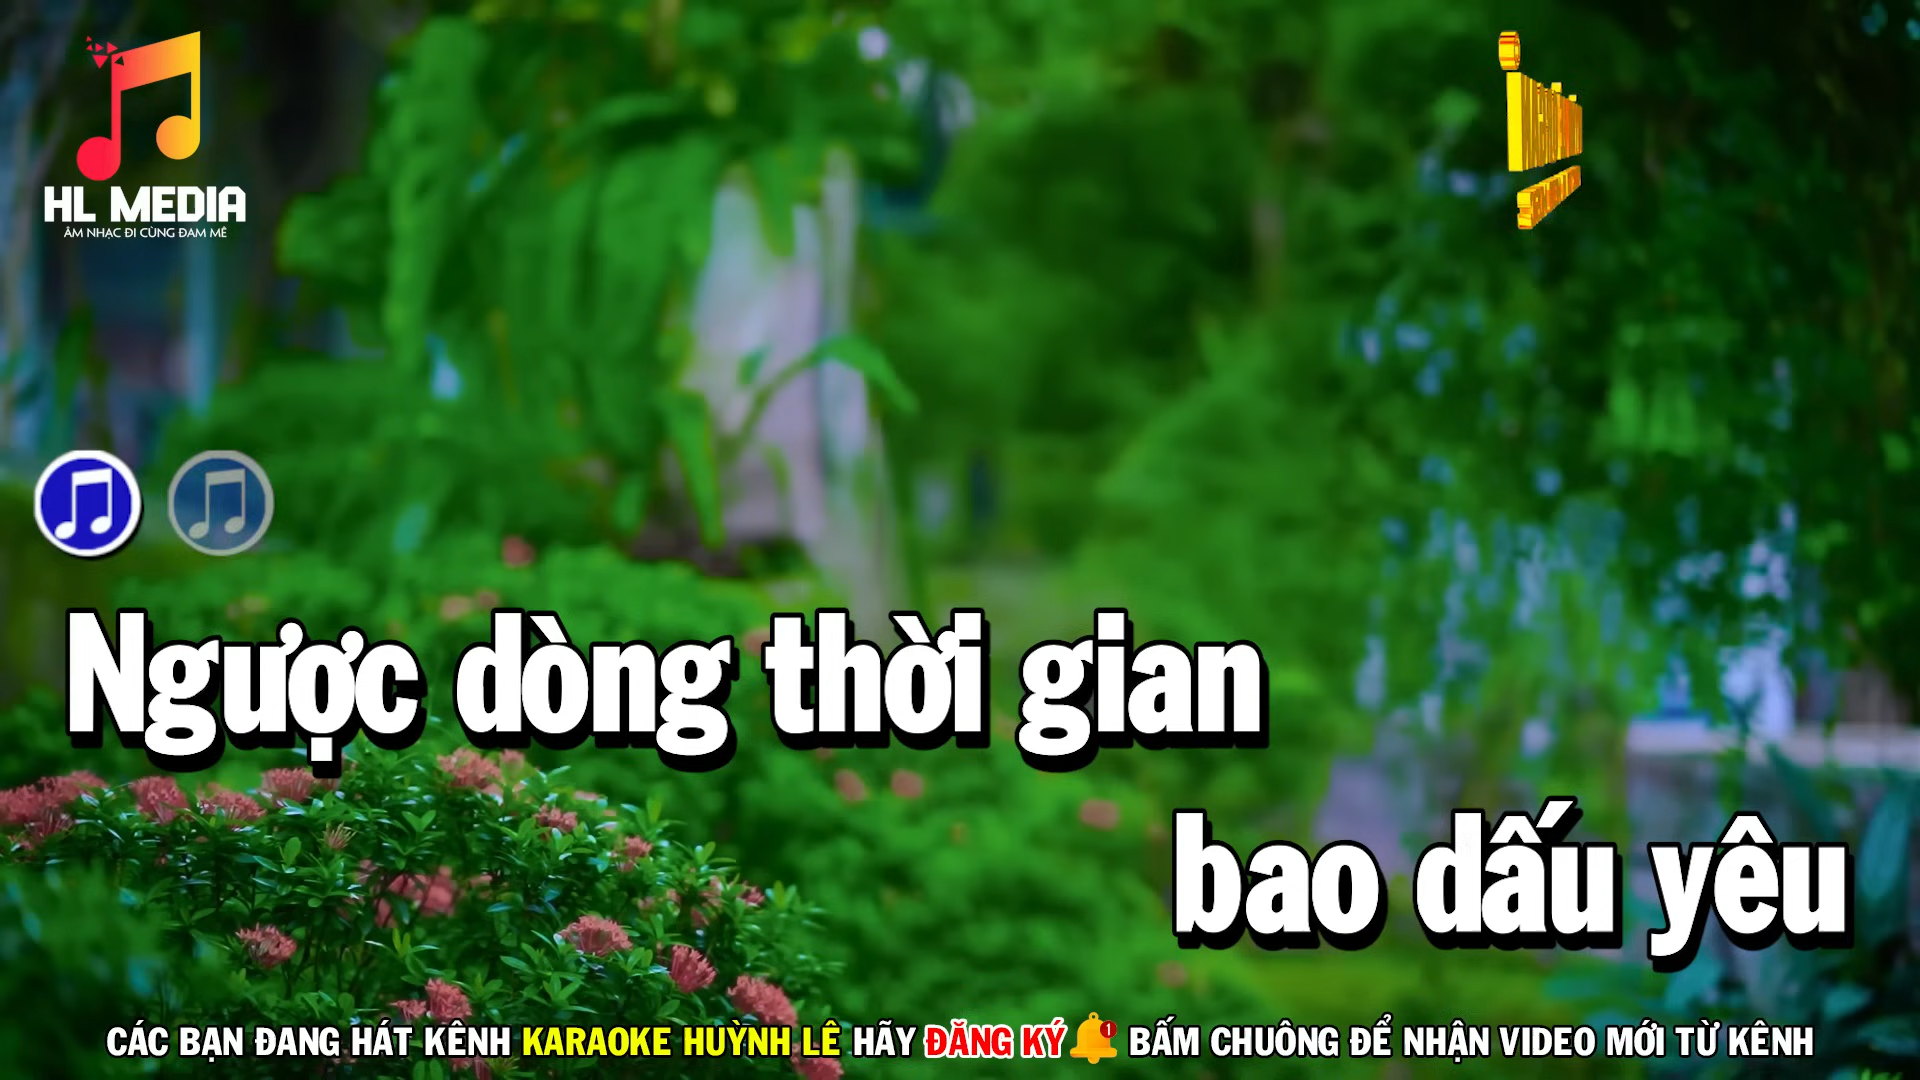 HL MEDIA
ÂM NHẠC ĐI CÙNG ĐAM MÊ
Ngược dòng thời gian
bao dấu yêu
CÁC BẠN ĐANG HÁT KÊNH KARAOKE HUỲNH LÊ HÃY ĐĂNG KÝ 1 BẤM CHUÔNG ĐỂ NHẬN VIDEO MỚI TỪ KÊNH